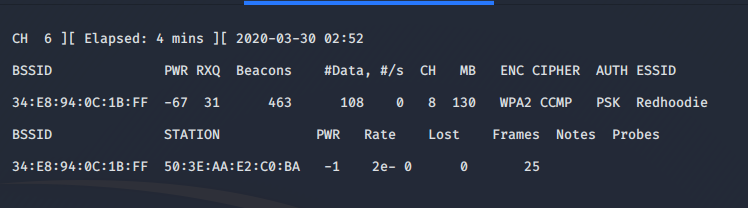 CH  6 ][ Elapsed: 4 mins ][ 2020-03-30 02:52
BSSID              PWR RXQ  Beacons    #Data, #/s  CH   MB   ENC CIPHER  AUTH ESSID
34:E8:94:0C:1B:FF  -67  31      463      108    0   8  130   WPA2 CCMP   PSK  Redhoodie
BSSID              STATION            PWR   Rate    Lost    Frames  Notes  Probes
34:E8:94:0C:1B:FF  50:3E:AA:E2:C0:BA   -1    2e- 0      0       25